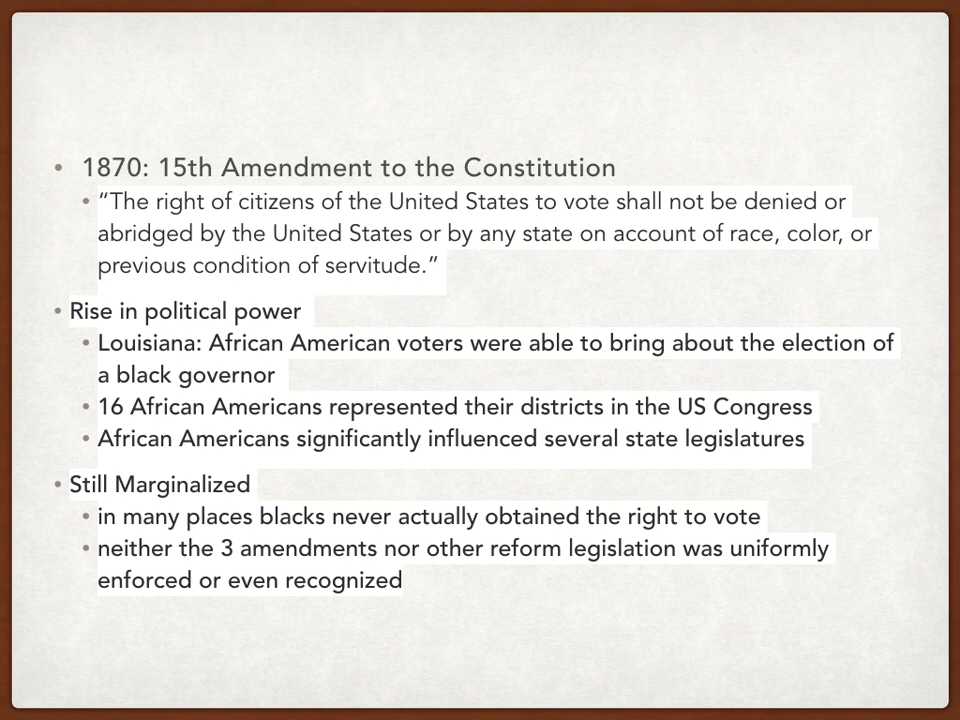 • 1870: 15th Amendment to the Constitution
• “The right of citizens of the United States to vote shall not be denied or
abridged by the United States or by any state on account of race, color, or
previous condition of servitude.”
• Rise in political power
• Louisiana: African American voters were able to bring about the election of
a black governor
• 16 African Americans represented their districts in the US Congress
• African Americans significantly influenced several state legislatures
• Still Marginalized
• in many places blacks never actually obtained the right to vote
• neither the 3 amendments nor other reform legislation was uniformly
enforced or even recognized